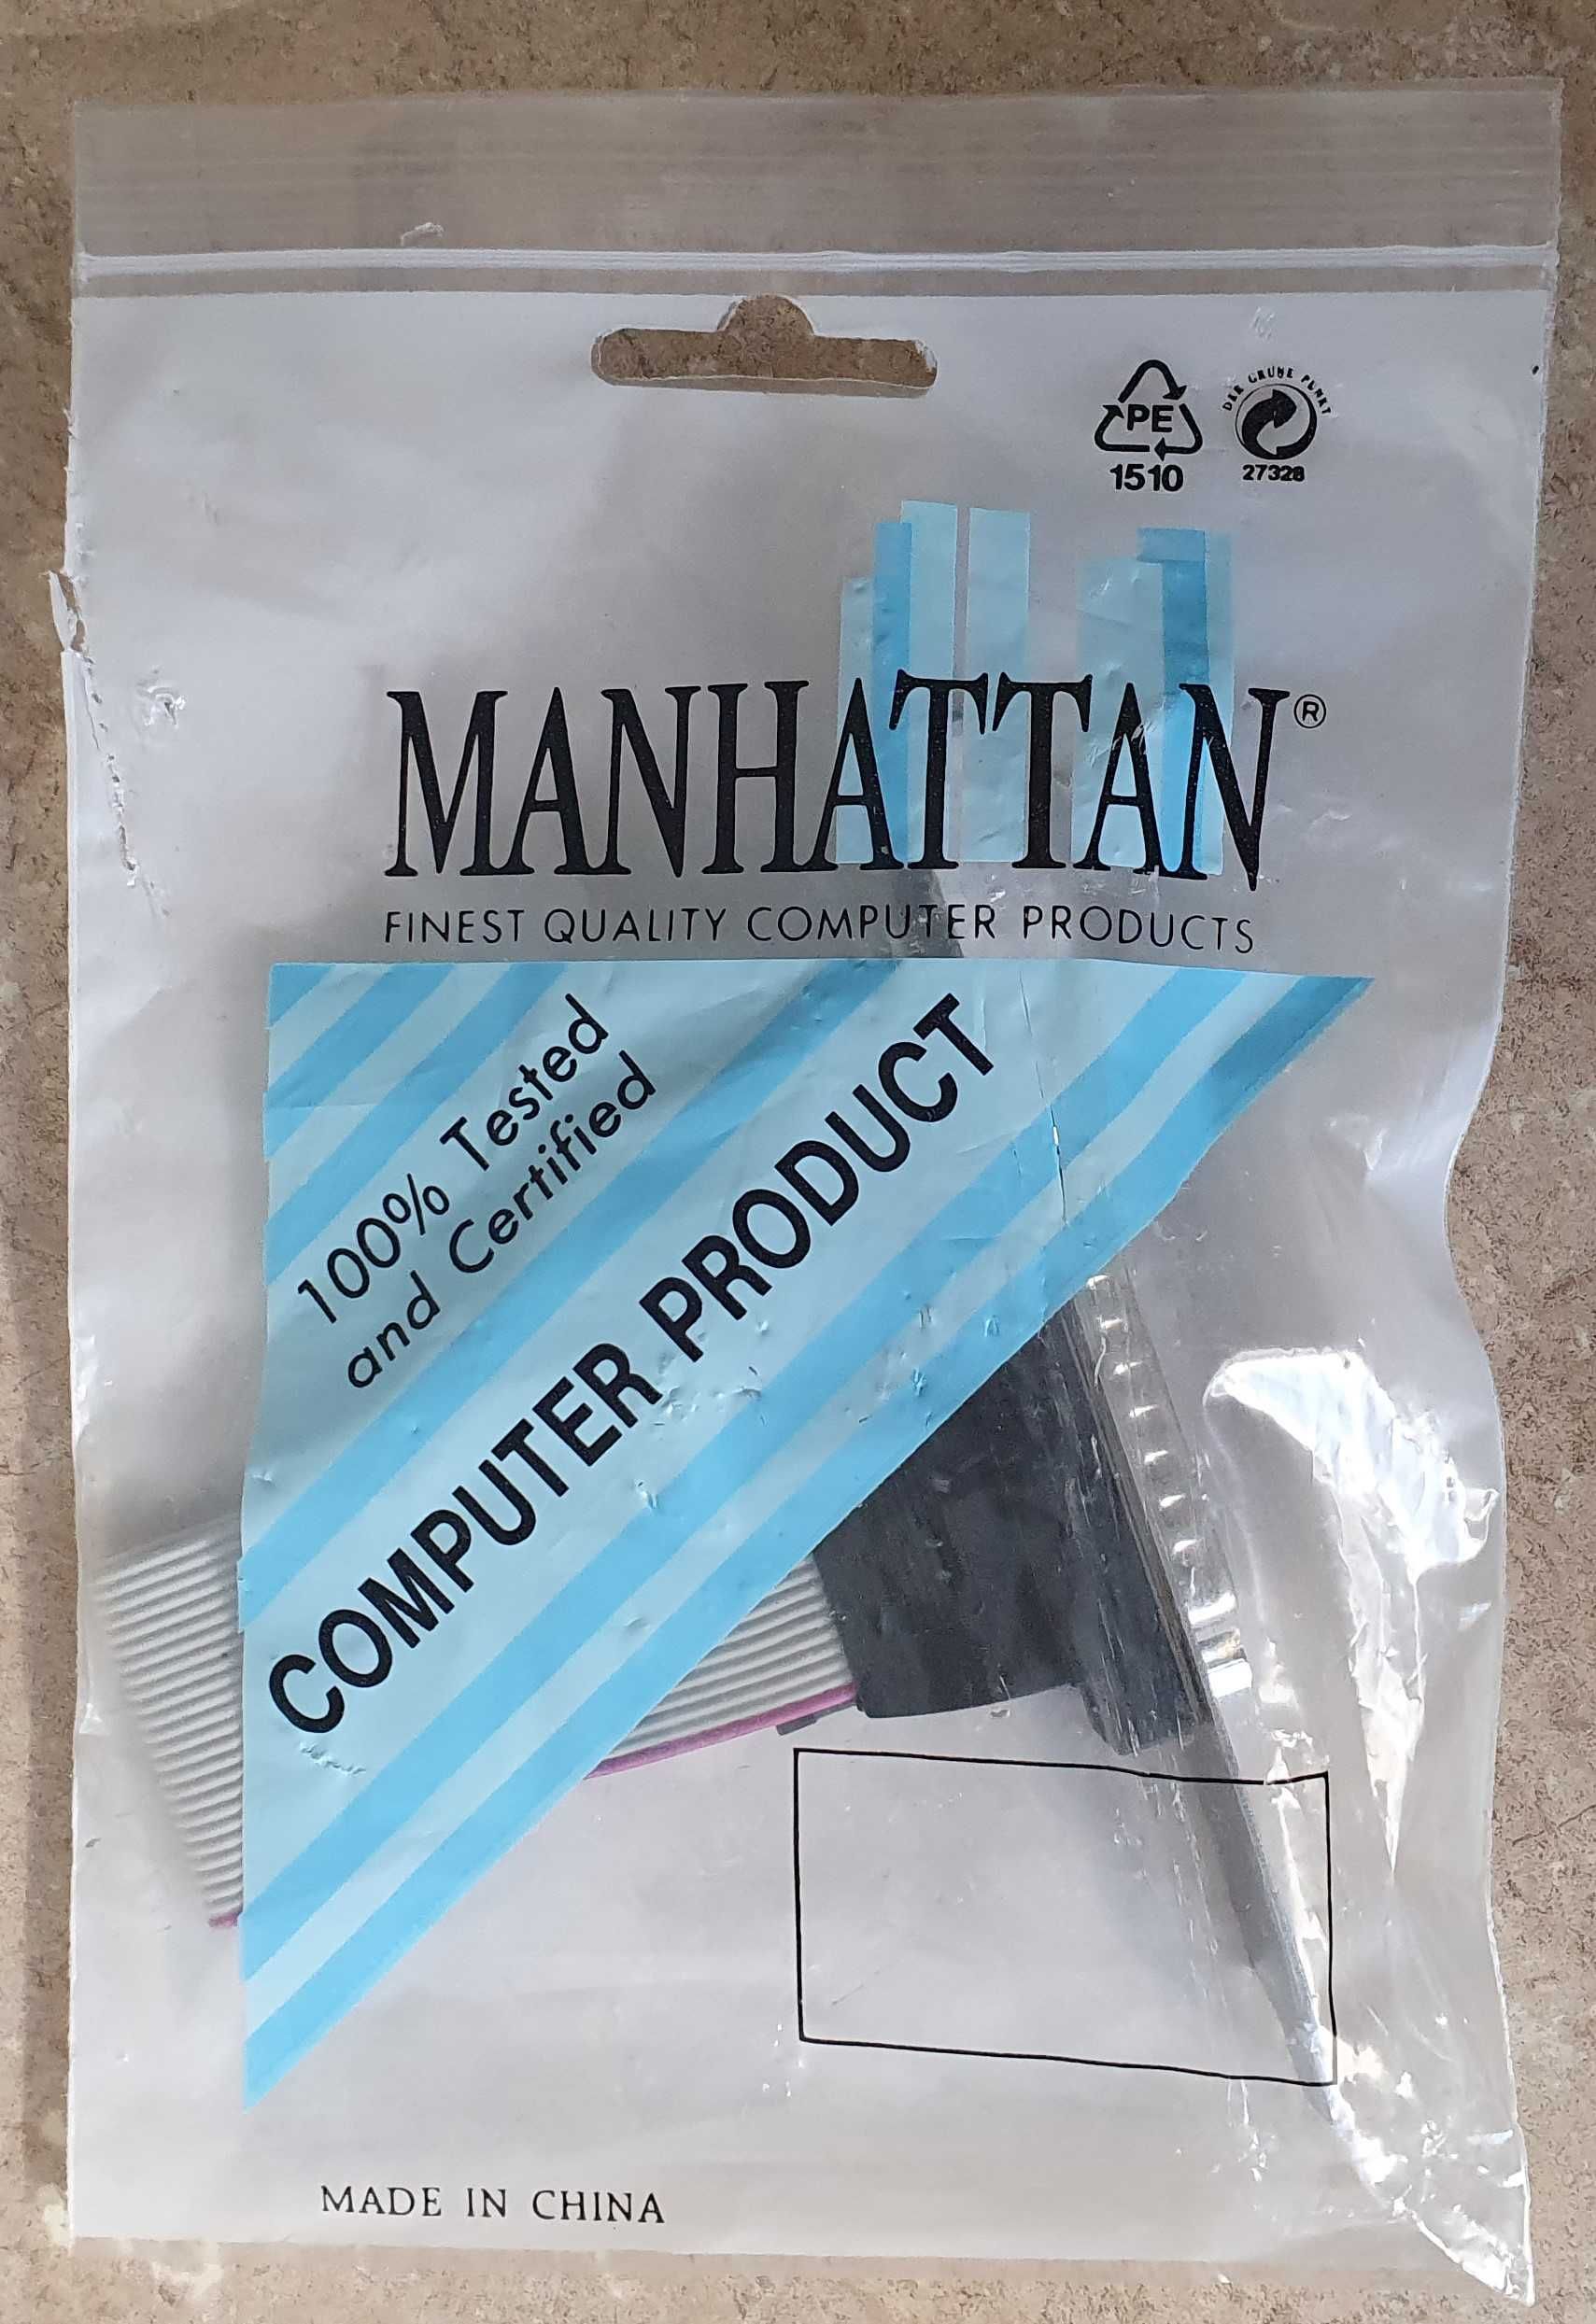 PE
1510
DER GRÜNE PUNKT
27328
MANHATTAN®
FINEST QUALITY COMPUTER PRODUCTS
100% Tested
and Certified
COMPUTER PRODUCT
MADE IN CHINA